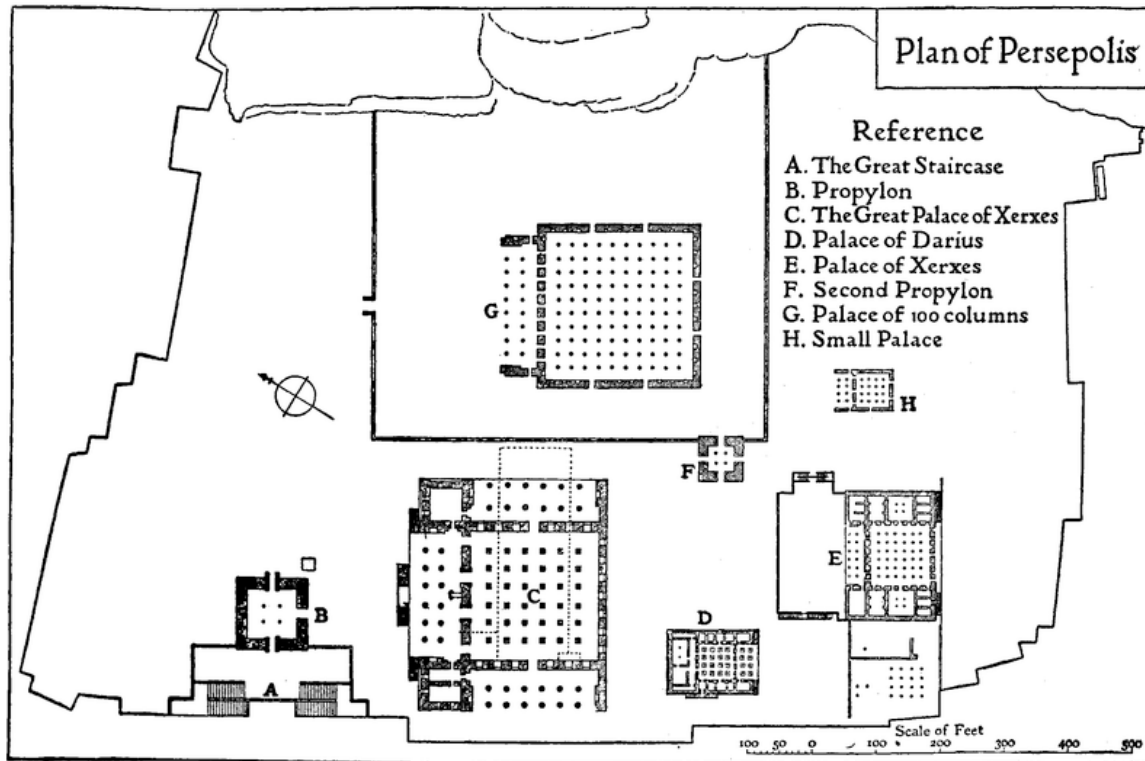 Plan of Persepolis
Reference
A. The Great Staircase
B. Propylon
C. The Great Palace of Xerxes
D. Palace of Darius
E. Palace of Xerxes
F. Second Propylon
G. Palace of 100 columns
H. Small Palace
G
H
F
E
C
B
D
A
Scale of Feet
100 50 0 100 200 300 400 500